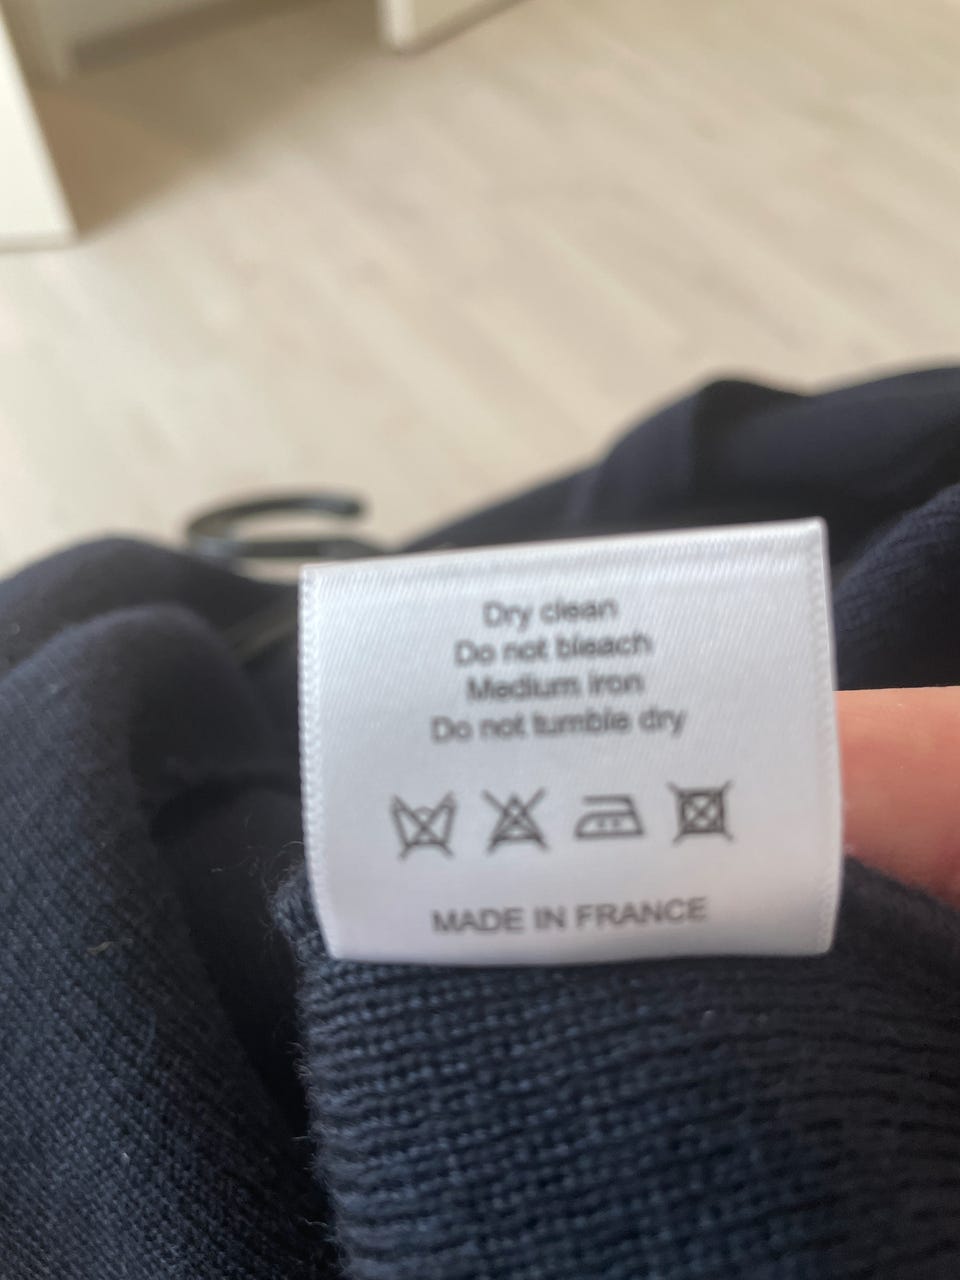 Dry clean
Do not bleach
Medium iron
Do not tumble dry
MADE IN FRANCE